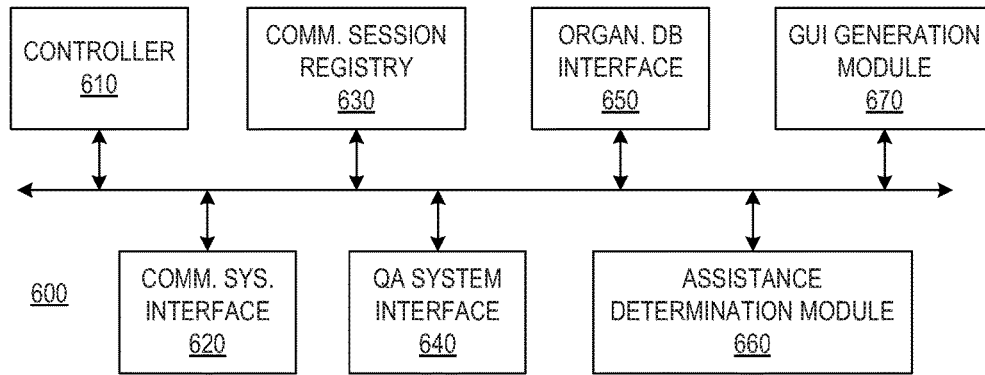 CONTROLLER
610
COMM. SESSION
REGISTRY
630
ORGAN. DB
INTERFACE
650
GUI GENERATION
MODULE
670
600
COMM. SYS.
INTERFACE
620
QA SYSTEM
INTERFACE
640
ASSISTANCE
DETERMINATION MODULE
660